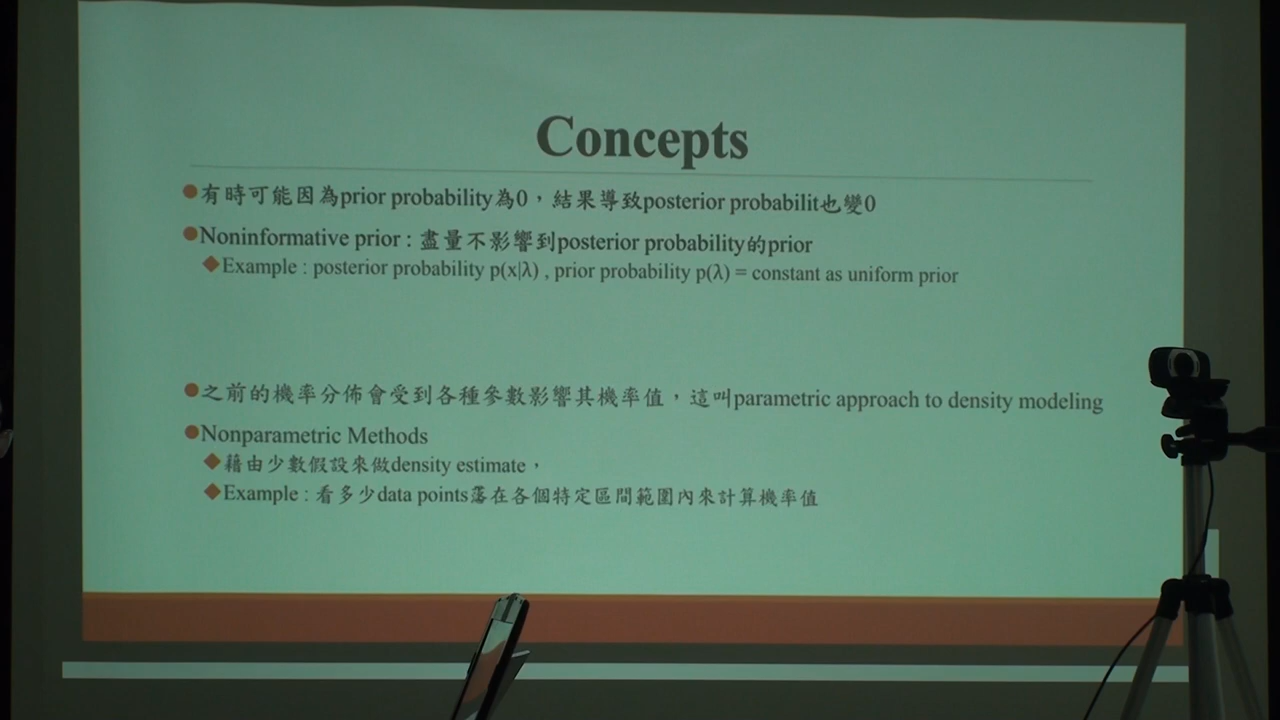 Concepts
●有時可能因為prior probability為0，結果導致posterior probabilit也變0
●Noninformative prior : 盡量不影響到posterior probability的prior
◆Example : posterior probability p(x|λ) , prior probability p(λ) = constant as uniform prior
●之前的機率分佈會受到各種參數影響其機率值，這叫parametric approach to density modeling
●Nonparametric Methods
◆藉由少數假設來做density estimate，
◆Example : 看多少data points落在各個特定區間範圍內來計算機率值